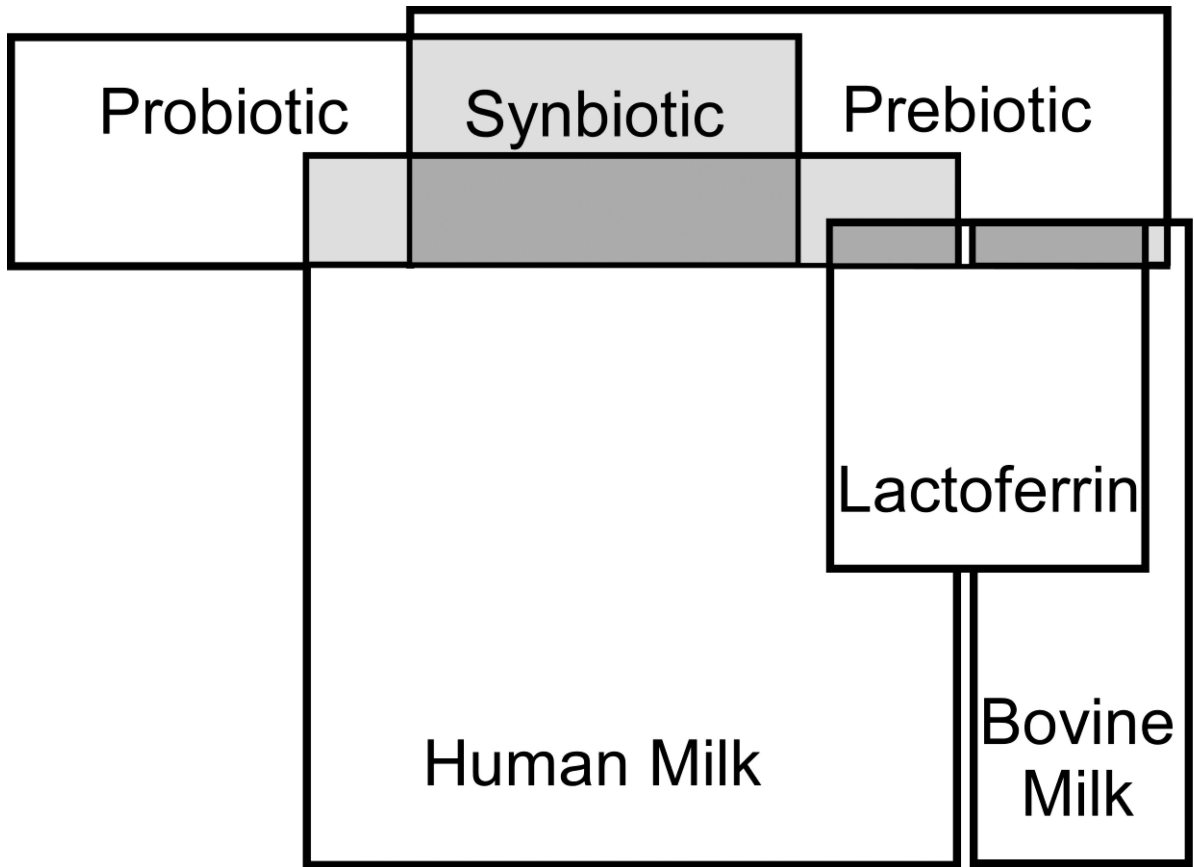 Probiotic
Synbiotic
Prebiotic
Lactoferrin
Human Milk
Bovine
Milk